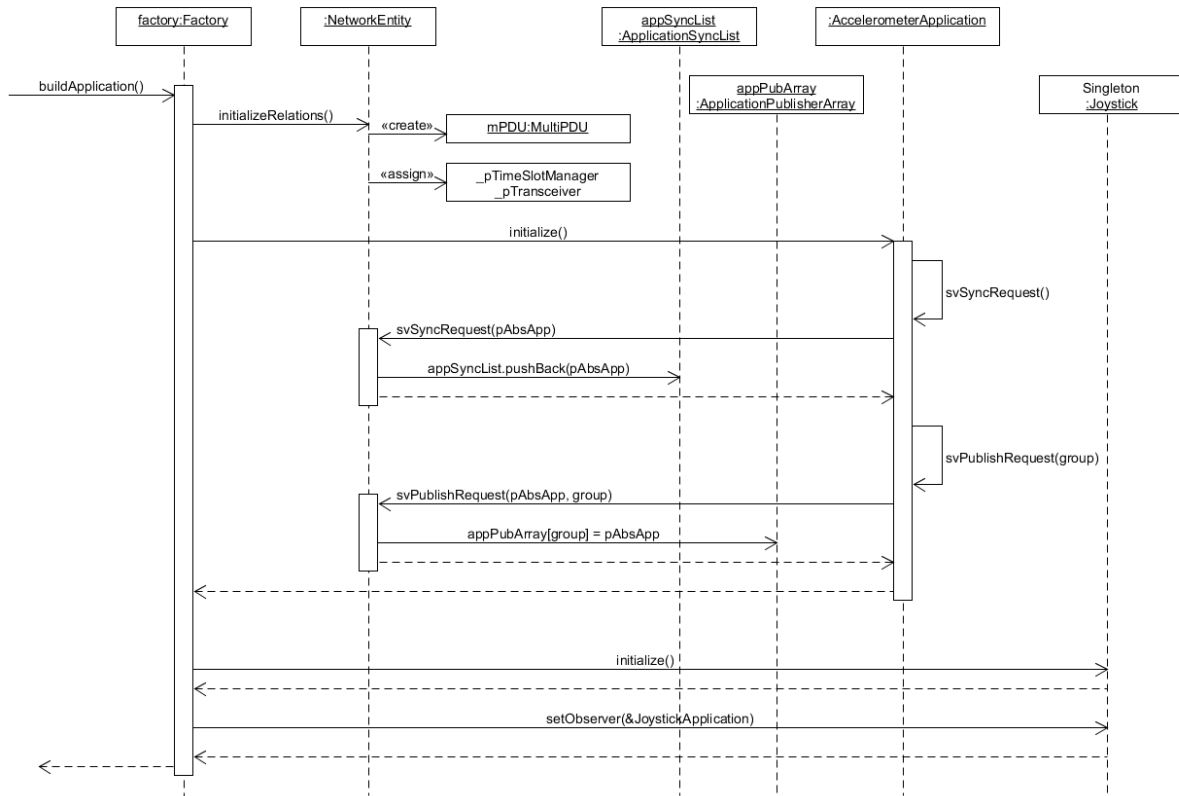 factory:Factory
:NetworkEntity
appSyncList
:ApplicationSyncList
:AccelerometerApplication
appPubArray
:ApplicationPublisherArray
Singleton
:Joystick
buildApplication()
initializeRelations()
«create»
mPDU:MultiPDU
«assign»
_pTimeSlotManager
_pTransceiver
initialize()
svSyncRequest()
svSyncRequest(pAbsApp)
appSyncList.pushBack(pAbsApp)
svPublishRequest(group)
svPublishRequest(pAbsApp, group)
appPubArray[group] = pAbsApp
initialize()
setObserver(&JoystickApplication)